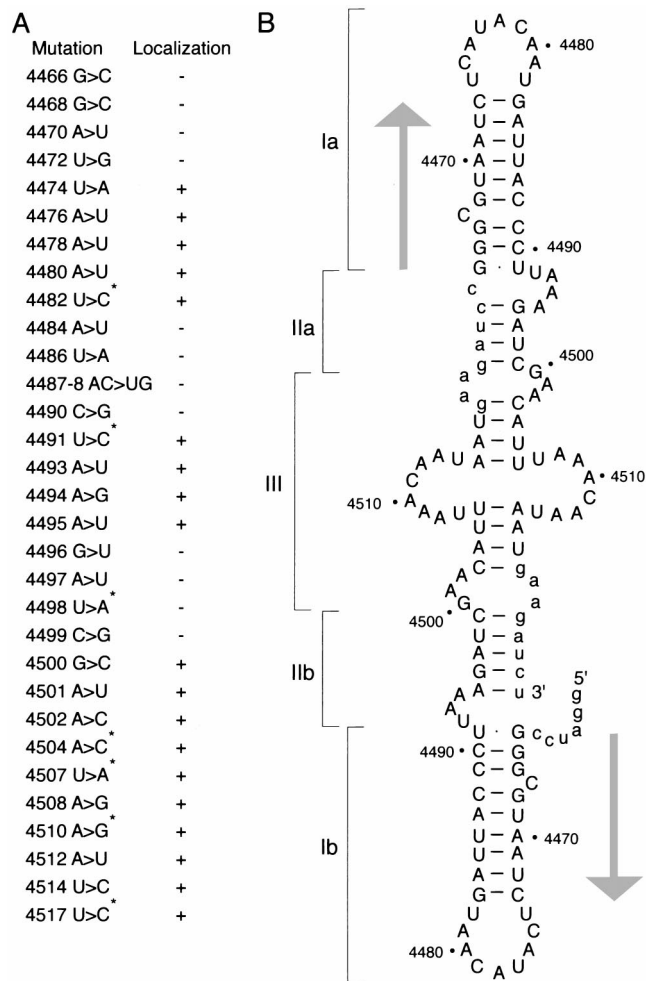 A
Mutation Localization
4466 G>C -
4468 G>C -
4470 A>U -
4472 U>G -
4474 U>A +
4476 A>U +
4478 A>U +
4480 A>U +
4482 U>C* +
4484 A>U -
4486 U>A -
4487-8 AC>UG -
4490 C>G -
4491 U>C* +
4493 A>U +
4494 A>G +
4495 A>U +
4496 G>U -
4497 A>U -
4498 U>A* -
4499 C>G -
4500 G>C +
4501 A>U +
4502 A>C +
4504 A>C* +
4507 U>A* +
4508 A>G +
4510 A>G* +
4512 A>U +
4514 U>C +
4517 U>C* +
B
Ia
IIa
III
IIb
Ib
U A C
A A • 4480
C A
U U
C – G
U – A
A – U
4470 • A – U
U – A
G – C
C
G – C
G – C • 4490
G · U U A
c A A
c – G
u – A
a – U
g – C G • 4500
a a A A
g – C
U – A
A – U
C A A U A – U U A A • 4510
A C
4510 • A A A U U – A A U A A
U – A
A – U
C – g
A A a a
4500 • G
C – g
U – a
A – u
G – c
A – u 3'
5' g g a u c c
A A U
U · G
4490 • C – G
C – G
C
C – G
A – U
U – A • 4470
U – A
A – U
G – C
U U
A C
4480 • A A
C A U